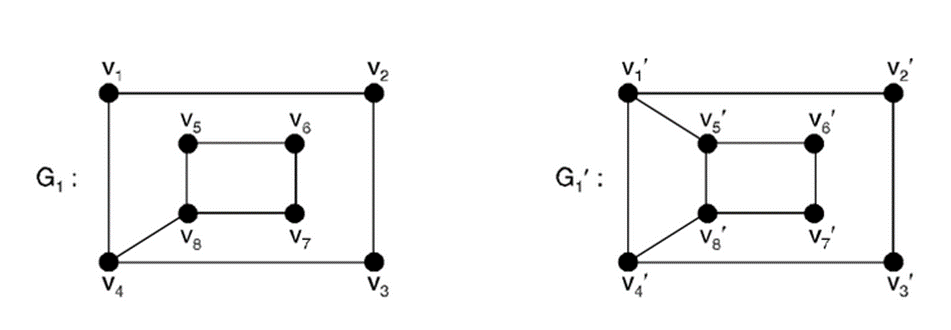 v₁ v₂ v₁′ v₂′
v₅ v₆ v₅′ v₆′
G₁ : G₁′ :
v₈ v₇ v₈′ v₇′
v₄ v₃ v₄′ v₃′